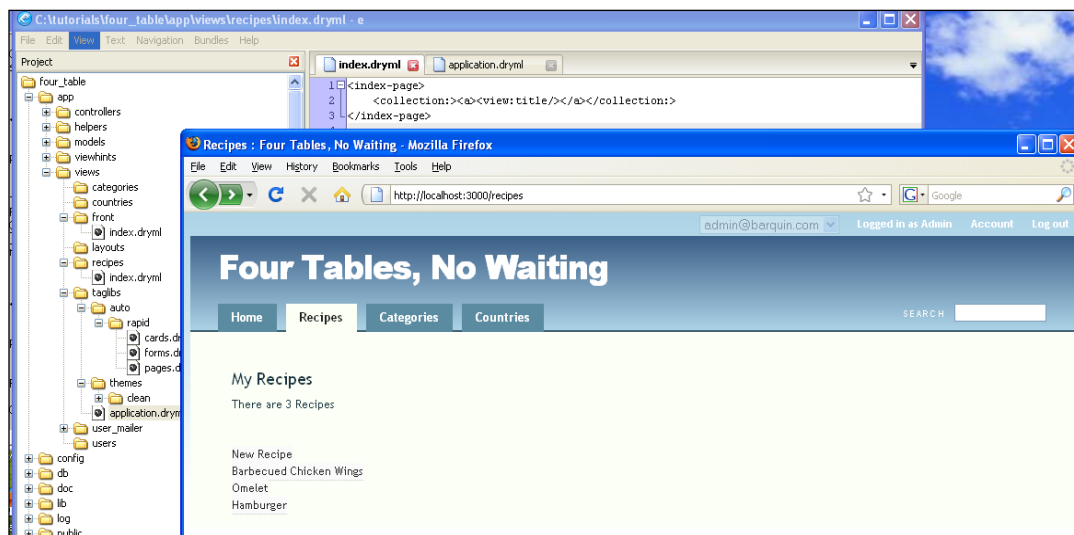 C:\tutorials\four_table\app\views\recipes\index.dryml - e
File Edit View Text Navigation Bundles Help
Project
four_table
app
controllers
helpers
models
viewhints
views
categories
countries
front
index.dryml
layouts
recipes
index.dryml
taglibs
auto
rapid
cards.dr
forms.d
pages.d
themes
clean
application.drym
user_mailer
users
config
db
doc
lib
log
public
index.dryml application.dryml
1 <index-page>
2 <collection:><a><view:title/></a></collection:>
3 </index-page>
Recipes : Four Tables, No Waiting - Mozilla Firefox
File Edit View History Bookmarks Tools Help
http://localhost:3000/recipes
G Google
admin@barquin.com Logged in as Admin Account Log out
Four Tables, No Waiting
Home Recipes Categories Countries
SEARCH
My Recipes
There are 3 Recipes
New Recipe
Barbecued Chicken Wings
Omelet
Hamburger